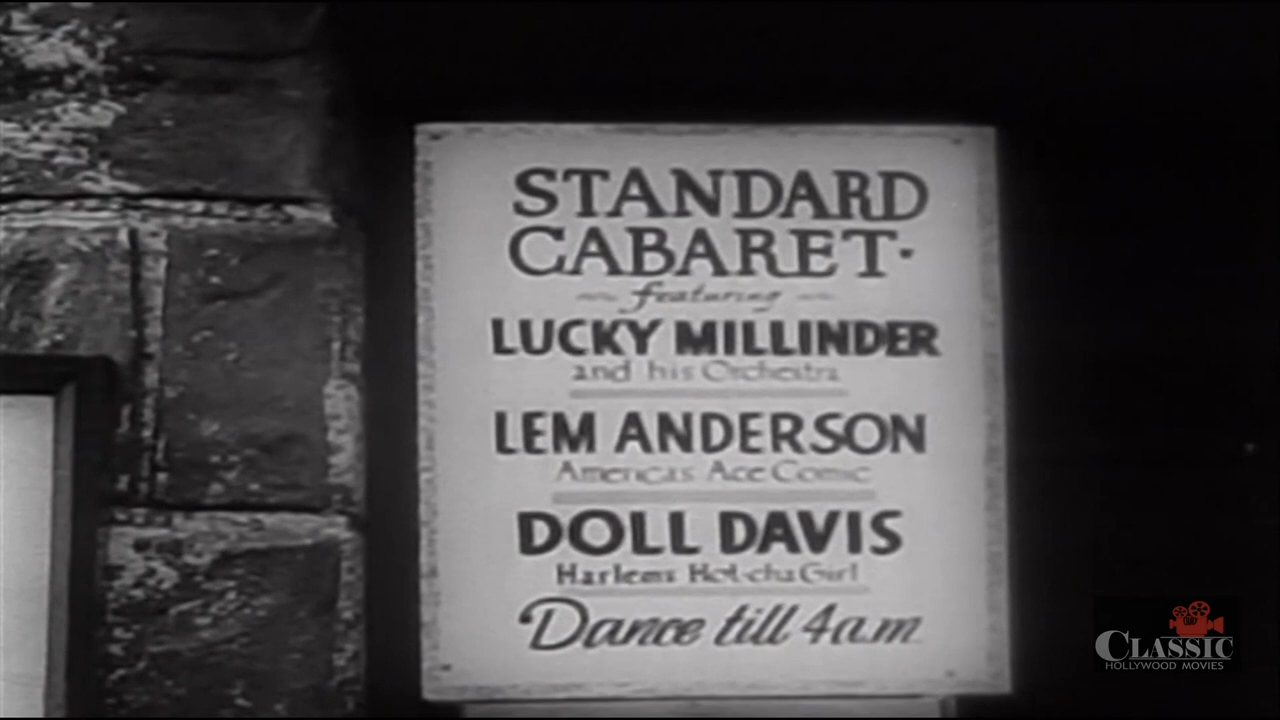 STANDARD
CABARET·
~ featuring ~
LUCKY MILLINDER
and his Orchestra
LEM ANDERSON
Americas Ace Comic
DOLL DAVIS
Harlems Hot-cha Girl
Dance till 4 a.m.
CLASSIC
HOLLYWOOD MOVIES